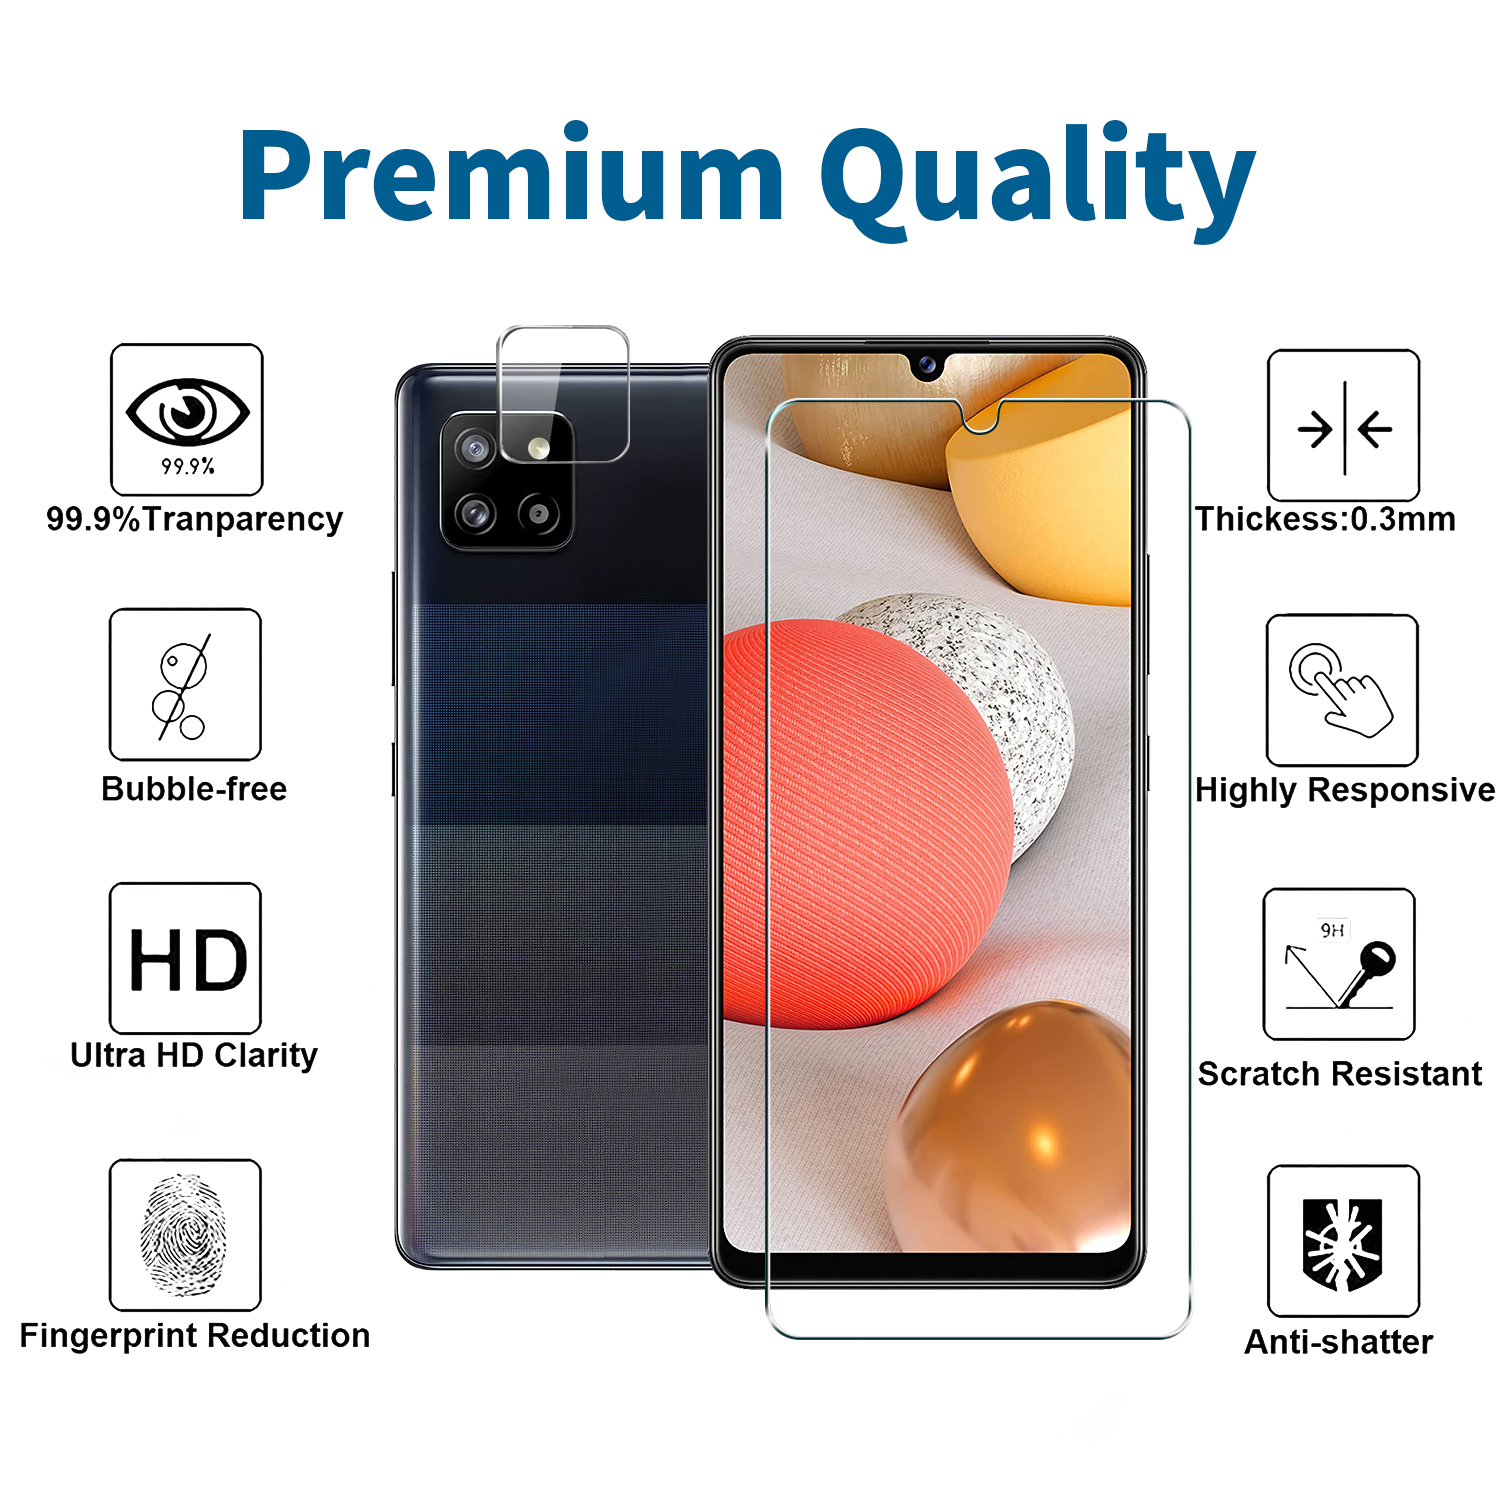 Premium Quality
99.9%
99.9%Tranparency
Thickess:0.3mm
Bubble-free
Highly Responsive
HD
Ultra HD Clarity
9H
Scratch Resistant
Fingerprint Reduction
Anti-shatter